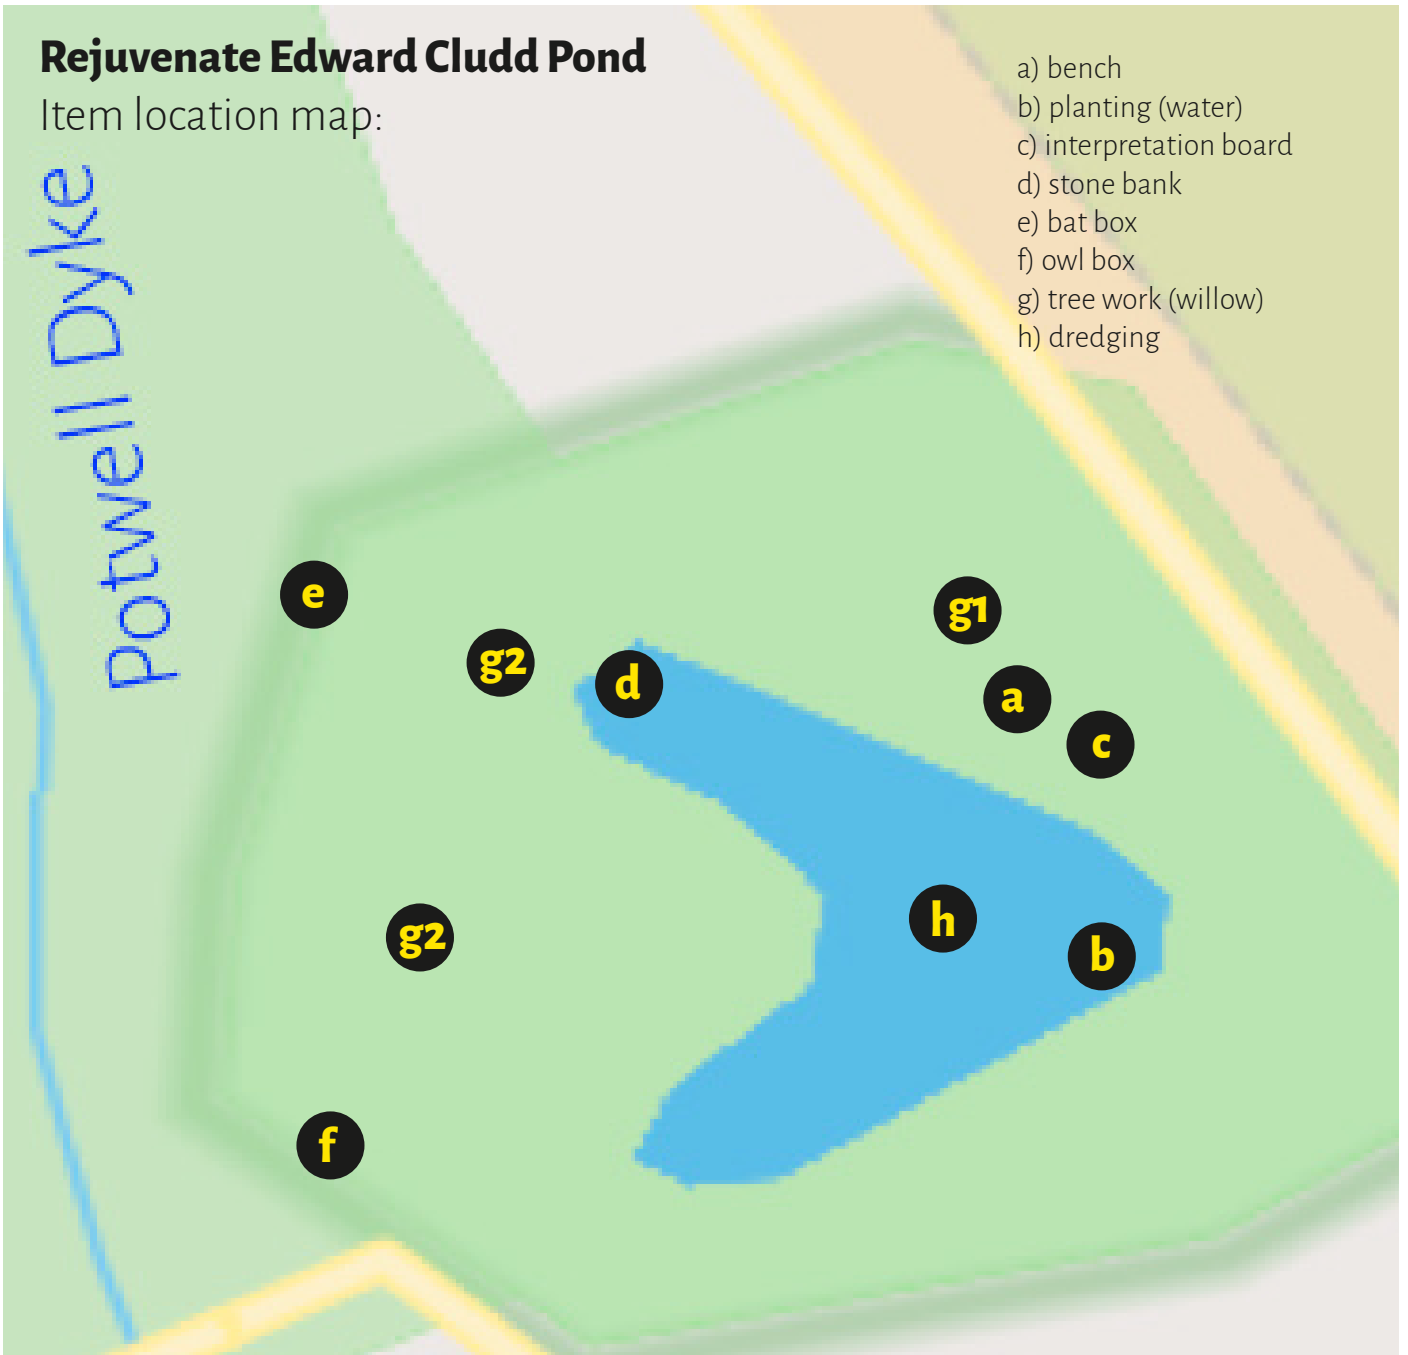 Rejuvenate Edward Cludd Pond
Item location map:
a) bench
b) planting (water)
c) interpretation board
d) stone bank
e) bat box
f) owl box
g) tree work (willow)
h) dredging
Potwell Dyke
e
g1
g2
d
a
c
h
g2
b
f